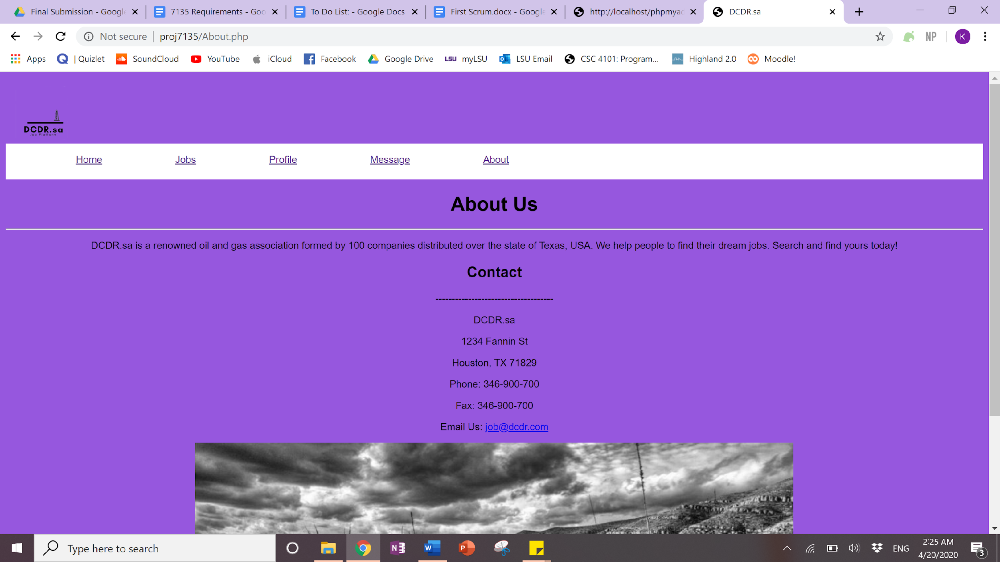 Final Submission - Googl
7135 Requirements - Goo
To Do List: - Google Docs
First Scrum.docx - Google
http://localhost/phpmyad
DCDR.sa
Not secure
proj7135/About.php
NP
K
Apps
| Quizlet
SoundCloud
YouTube
iCloud
Facebook
Google Drive
LSU myLSU
LSU Email
CSC 4101: Program...
Highland 2.0
Moodle!
DCDR.sa
Job Platform
Home
Jobs
Profile
Message
About
About Us
DCDR.sa is a renowned oil and gas association formed by 100 companies distributed over the state of Texas, USA. We help people to find their dream jobs. Search and find yours today!
Contact
------------------------------------
DCDR.sa
1234 Fannin St
Houston, TX 71829
Phone: 346-900-700
Fax: 346-900-700
Email Us: job@dcdr.com
Type here to search
ENG
2:25 AM
4/20/2020
3